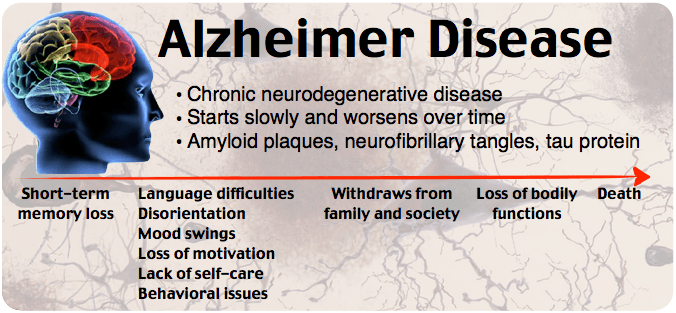 Alzheimer Disease
• Chronic neurodegenerative disease
• Starts slowly and worsens over time
• Amyloid plaques, neurofibrillary tangles, tau protein
Short-term
memory loss
Language difficulties
Disorientation
Mood swings
Loss of motivation
Lack of self-care
Behavioral issues
Withdraws from
family and society
Loss of bodily
functions
Death